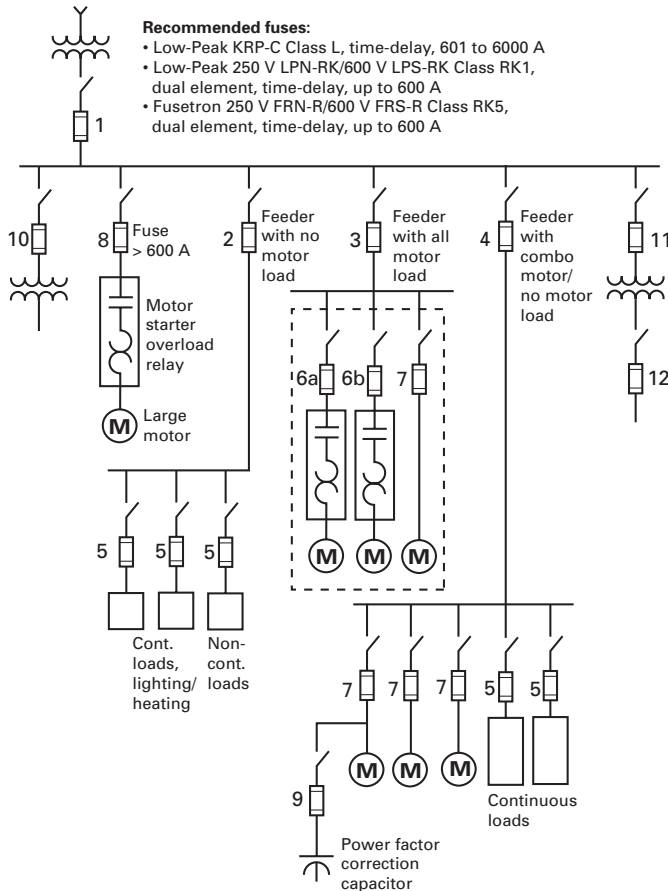 Recommended fuses:
• Low-Peak KRP-C Class L, time-delay, 601 to 6000 A
• Low-Peak 250 V LPN-RK/600 V LPS-RK Class RK1,
dual element, time-delay, up to 600 A
• Fusetron 250 V FRN-R/600 V FRS-R Class RK5,
dual element, time-delay, up to 600 A
1
10
8
Fuse
> 600 A
2
Feeder
with no
motor
load
3
Feeder
with all
motor
load
4
Feeder
with
combo
motor/
no motor
load
11
12
Motor
starter
overload
relay
M
Large
motor
6a
6b
7
M
M
M
5
5
5
Cont.
loads,
lighting/
heating
Non-
cont.
loads
7
7
7
5
5
M
M
M
Continuous
loads
9
Power factor
correction
capacitor